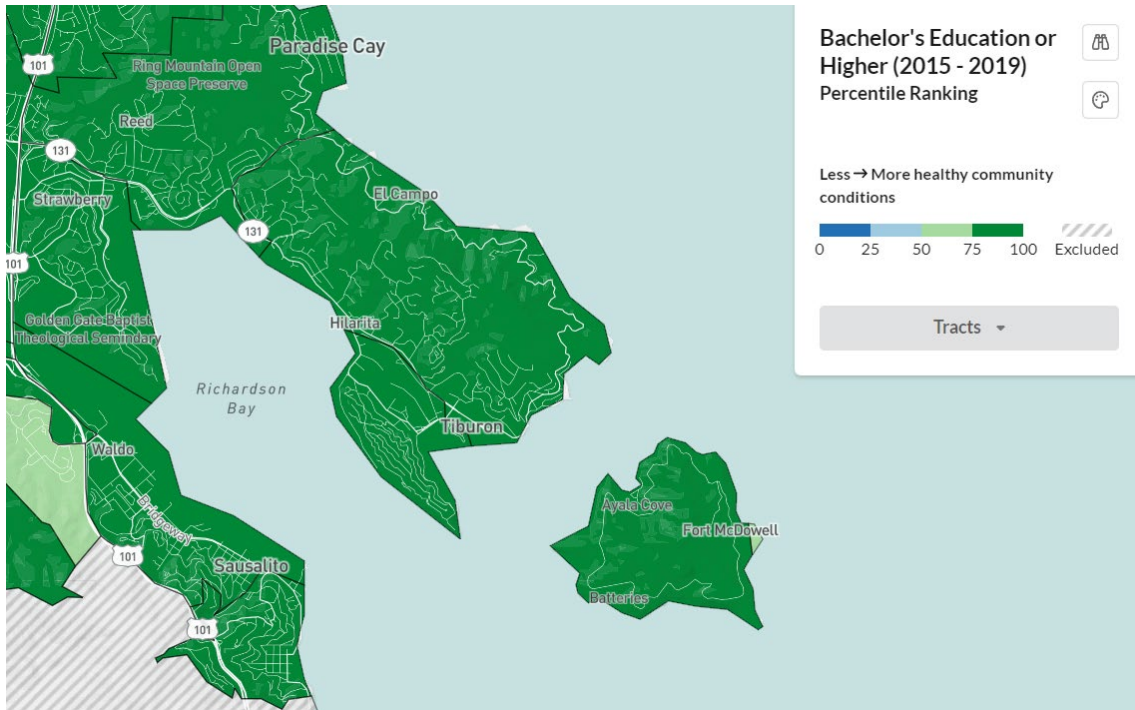 Paradise Cay
101
Ring Mountain Open
Space Preserve
Reed
131
Strawberry
El Campo
131
101
Golden Gate Baptist
Theological Semindary
Hilarita
Richardson
Bay
Tiburon
Waldo
Bridgeway
Ayala Cove
Fort McDowell
101
Sausalito
Batteries
101
Bachelor's Education or
Higher (2015 - 2019)
Percentile Ranking
Less → More healthy community
conditions
0 25 50 75 100 Excluded
Tracts